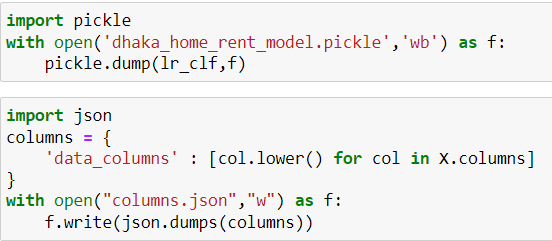 import pickle
with open('dhaka_home_rent_model.pickle','wb') as f:
    pickle.dump(lr_clf,f)
import json
columns = {
    'data_columns' : [col.lower() for col in X.columns]
}
with open("columns.json","w") as f:
    f.write(json.dumps(columns))